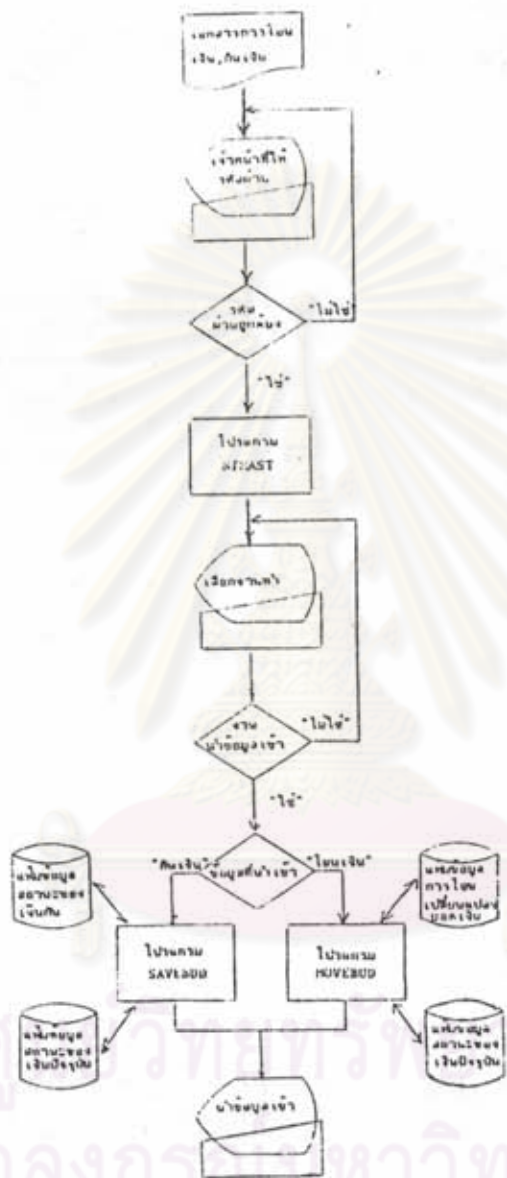 เอกสารการโอน
เงิน,กันเงิน
เจ้าหน้าที่ให้
รหัสผ่าน
รหัส
ผ่านถูกต้อง
"ไม่ใช่"
"ใช่"
โปรแกรม
เลือกงานทำ
งาน
นำข้อมูลเข้า
"ไม่ใช่"
"ใช่"
"กันเงิน"
ข้อมูลที่นำเข้า
"โอนเงิน"
แฟ้มข้อมูล
สถานะของ
เงินกัน
แฟ้มข้อมูล
การโอน
เปลี่ยนแปลง
ยอดเงิน
โปรแกรม
SAVEBUD
โปรแกรม
MOVEBUD
แฟ้มข้อมูล
สถานะของ
เงินปัจจุบัน
แฟ้มข้อมูล
สถานะของ
เงินปัจจุบัน
นำข้อมูลเข้า